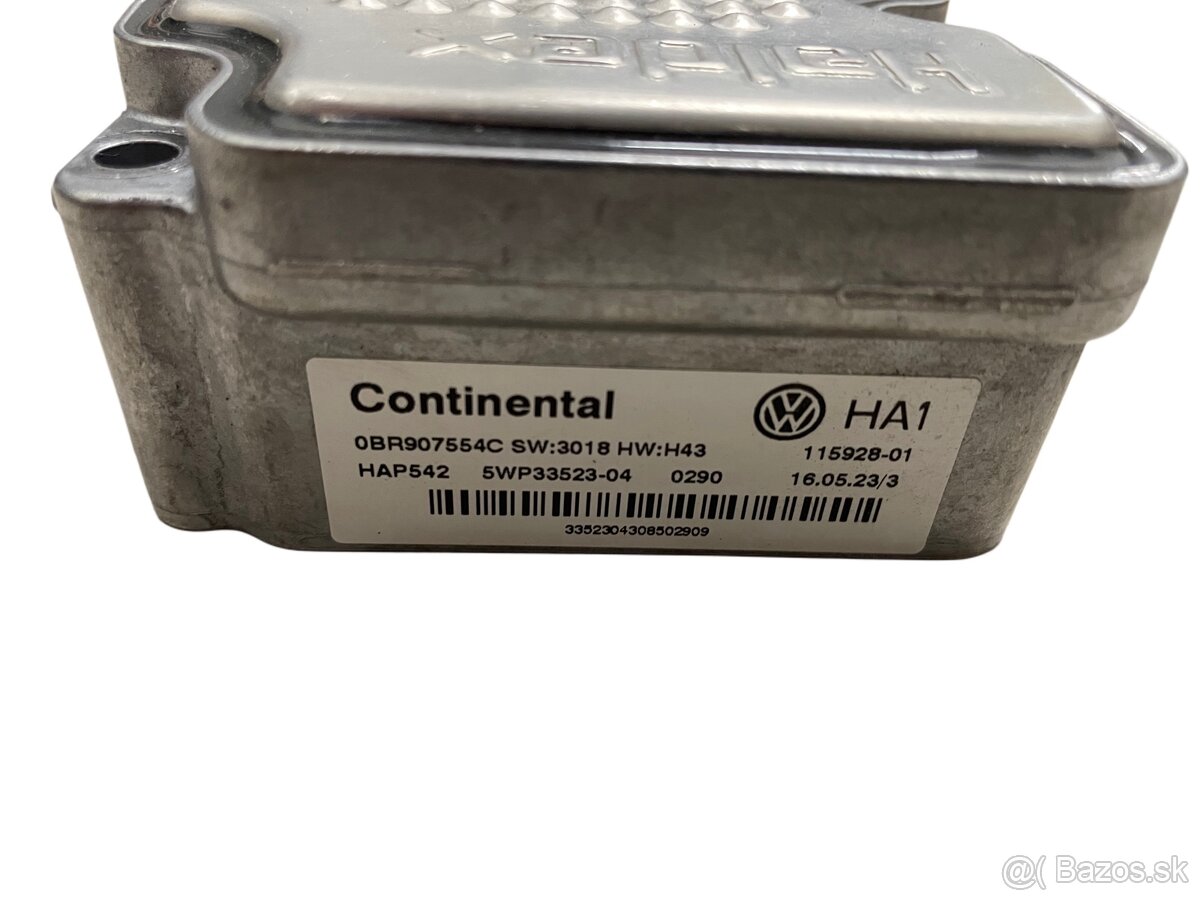 Haldex
Continental VW HA1
0BR907554C SW:3018 HW:H43 115928-01
HAP542 5WP33523-04 0290 16.05.23/3
3352304308502909
@( Bazos.sk